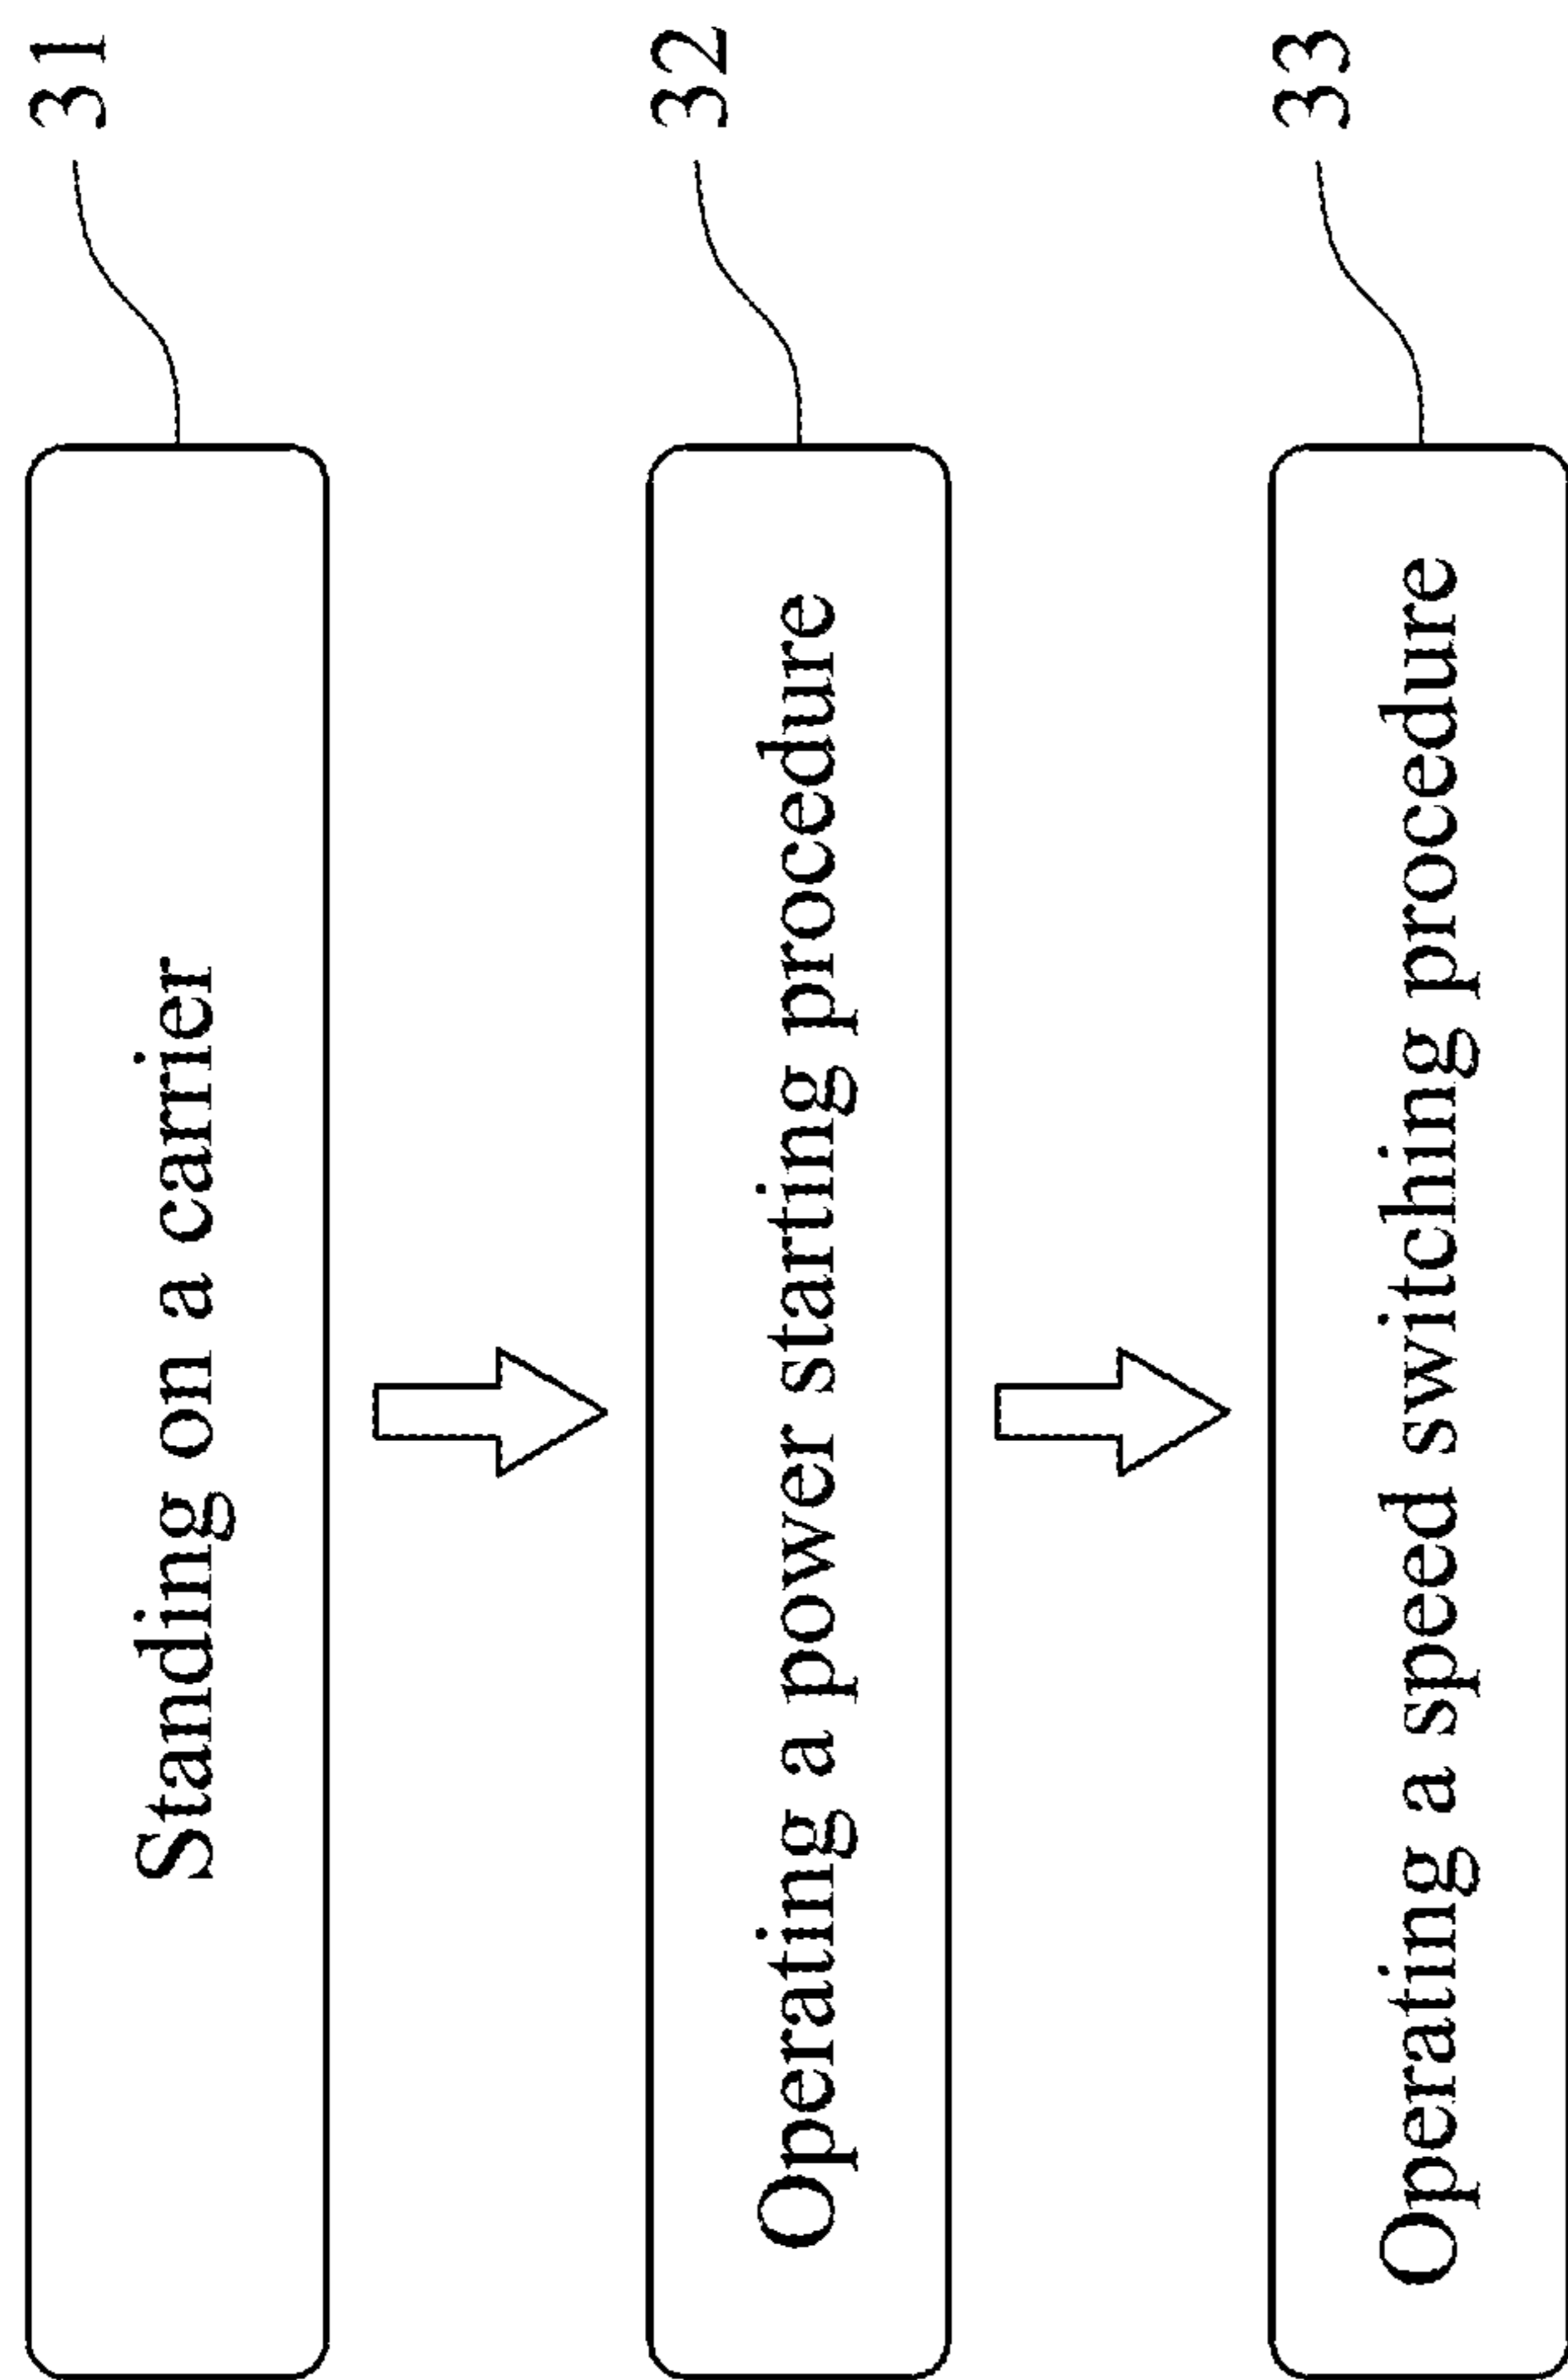 Standing on a carrier
31
Operating a power starting procedure
32
Operating a speed switching procedure
33